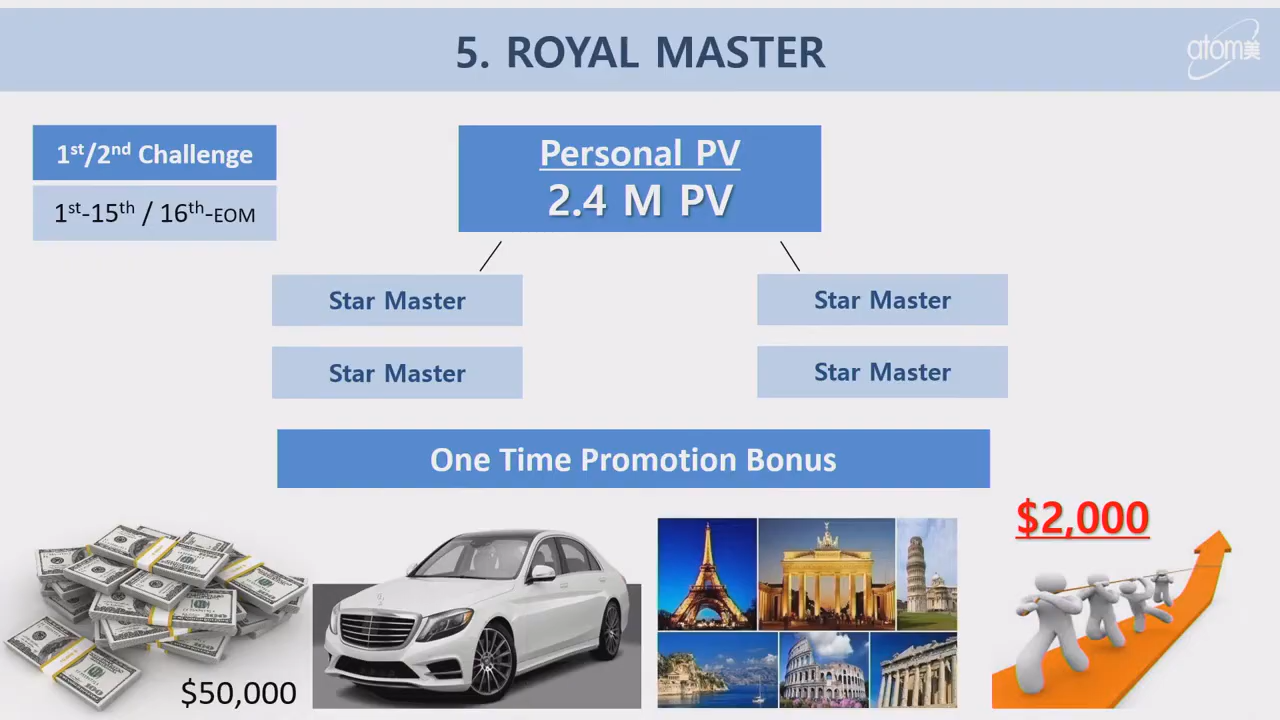 5. ROYAL MASTER
atom美
1st/2nd Challenge
1st-15th / 16th-EOM
Personal PV
2.4 M PV
Star Master
Star Master
Star Master
Star Master
One Time Promotion Bonus
$50,000
$2,000